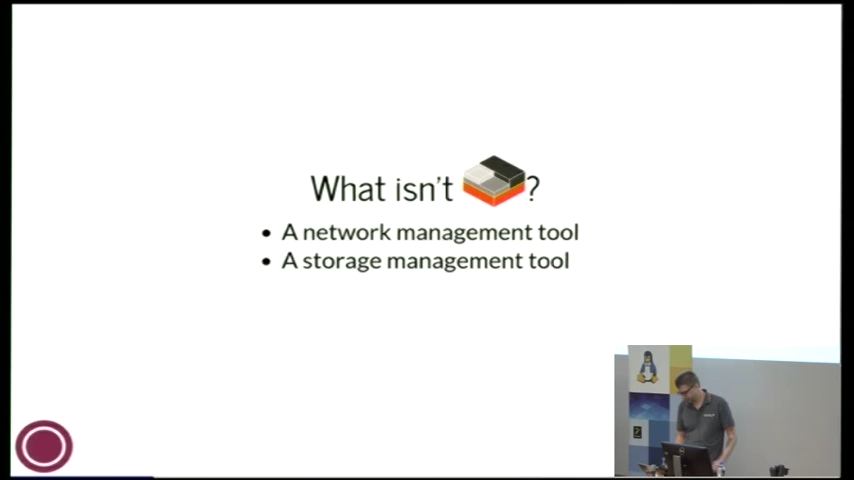 What isn't ?
• A network management tool
• A storage management tool